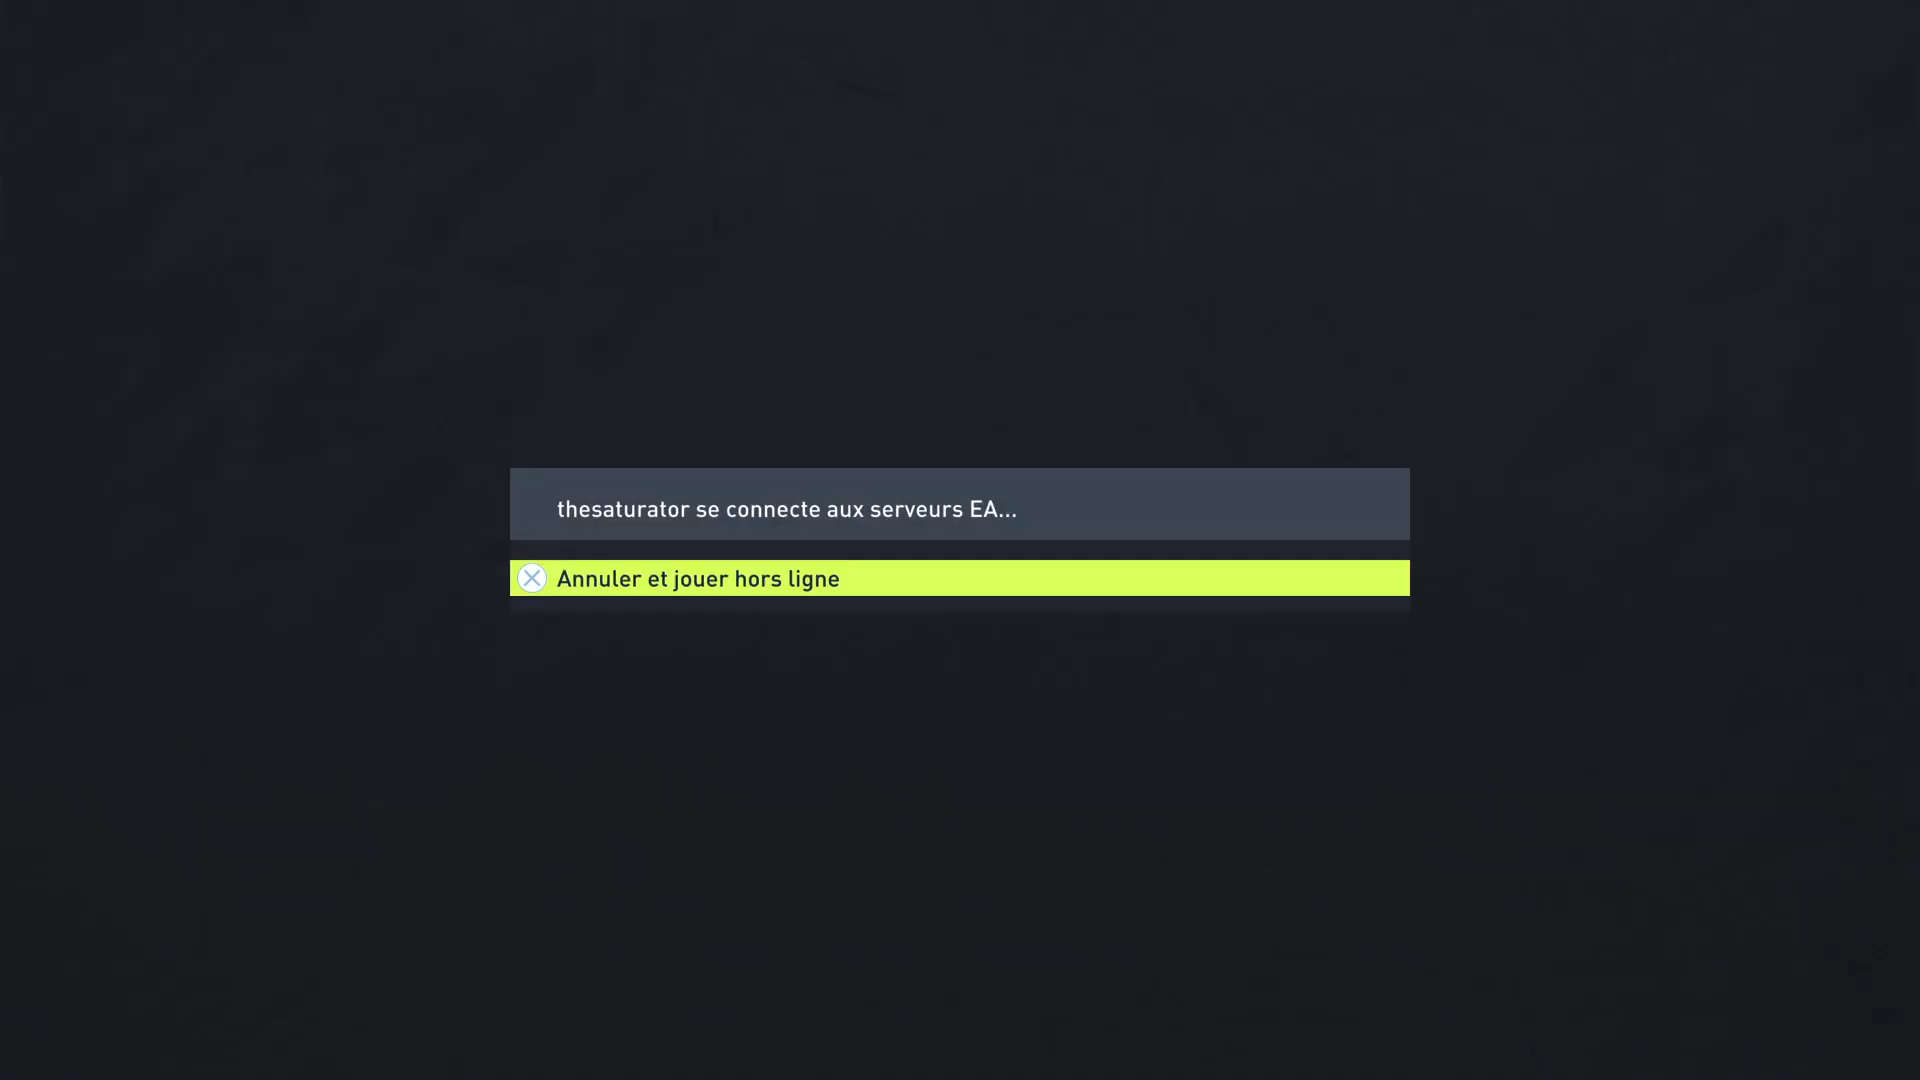 thesaturator se connecte aux serveurs EA...
Annuler et jouer hors ligne